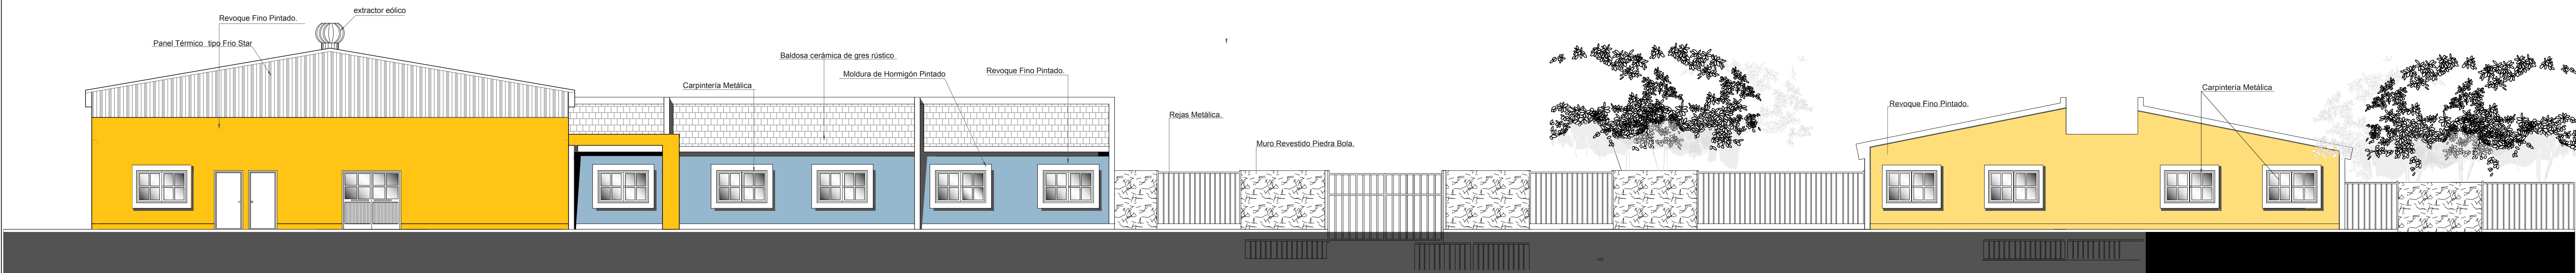 extractor eólico
Revoque Fino Pintado.
Panel Térmico tipo Frio Star
Baldosa cerámica de gres rústico
Moldura de Hormigón Pintado
Revoque Fino Pintado.
Carpintería Metálica
Rejas Metálica.
Muro Revestido Piedra Bola.
Revoque Fino Pintado.
Carpintería Metálica